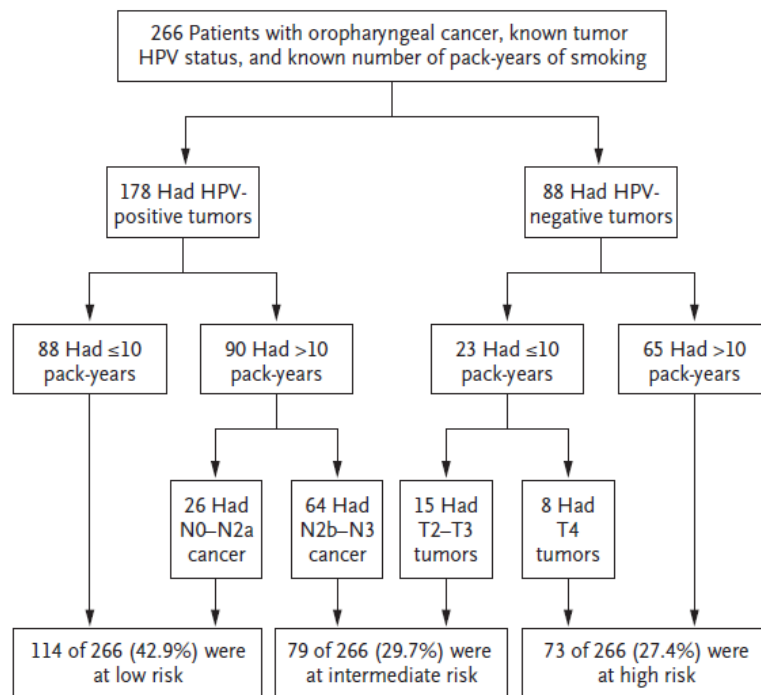 266 Patients with oropharyngeal cancer, known tumor
HPV status, and known number of pack-years of smoking
178 Had HPV-
positive tumors
88 Had HPV-
negative tumors
88 Had ≤10
pack-years
90 Had >10
pack-years
23 Had ≤10
pack-years
65 Had >10
pack-years
26 Had
N0–N2a
cancer
64 Had
N2b–N3
cancer
15 Had
T2–T3
tumors
8 Had
T4
tumors
114 of 266 (42.9%) were
at low risk
79 of 266 (29.7%) were
at intermediate risk
73 of 266 (27.4%) were
at high risk